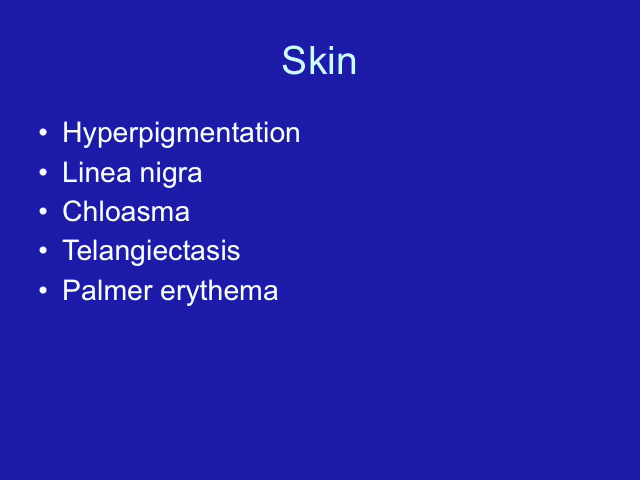 Skin
• Hyperpigmentation
• Linea nigra
• Chloasma
• Telangiectasis
• Palmer erythema